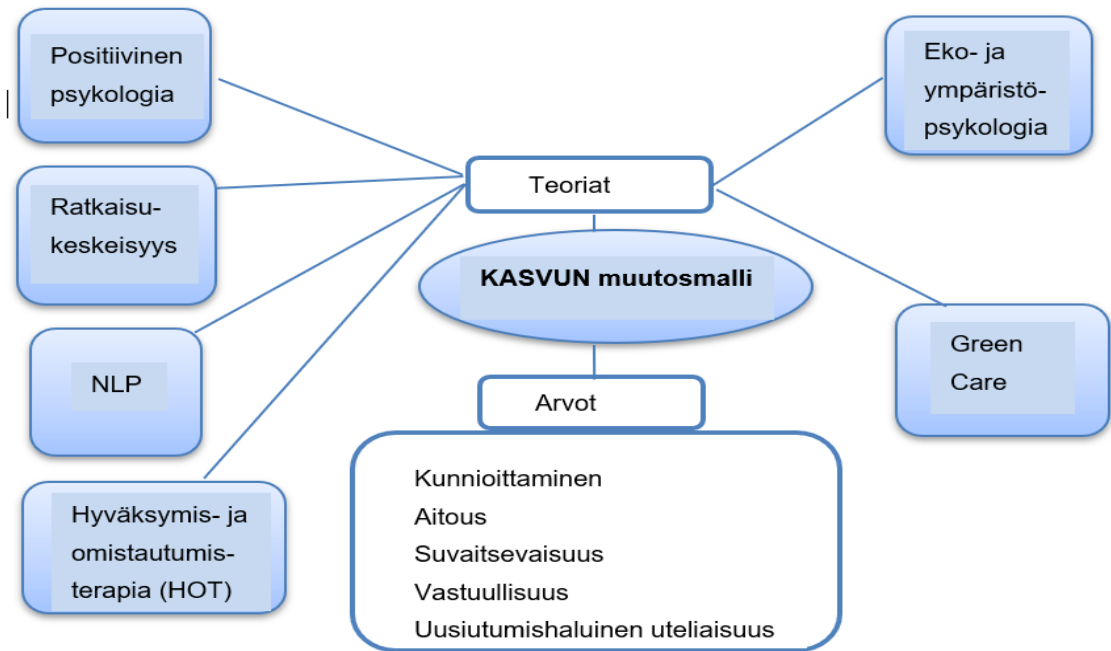 Positiivinen
psykologia
Eko- ja
ympäristö-
psykologia
Teoriat
Ratkaisu-
keskeisyys
KASVUN muutosmalli
Green
Care
NLP
Arvot
Hyväksymis- ja
omistautumis-
terapia (HOT)
Kunnioittaminen
Aitous
Suvaitsevaisuus
Vastuullisuus
Uusiutumishaluinen uteliaisuus